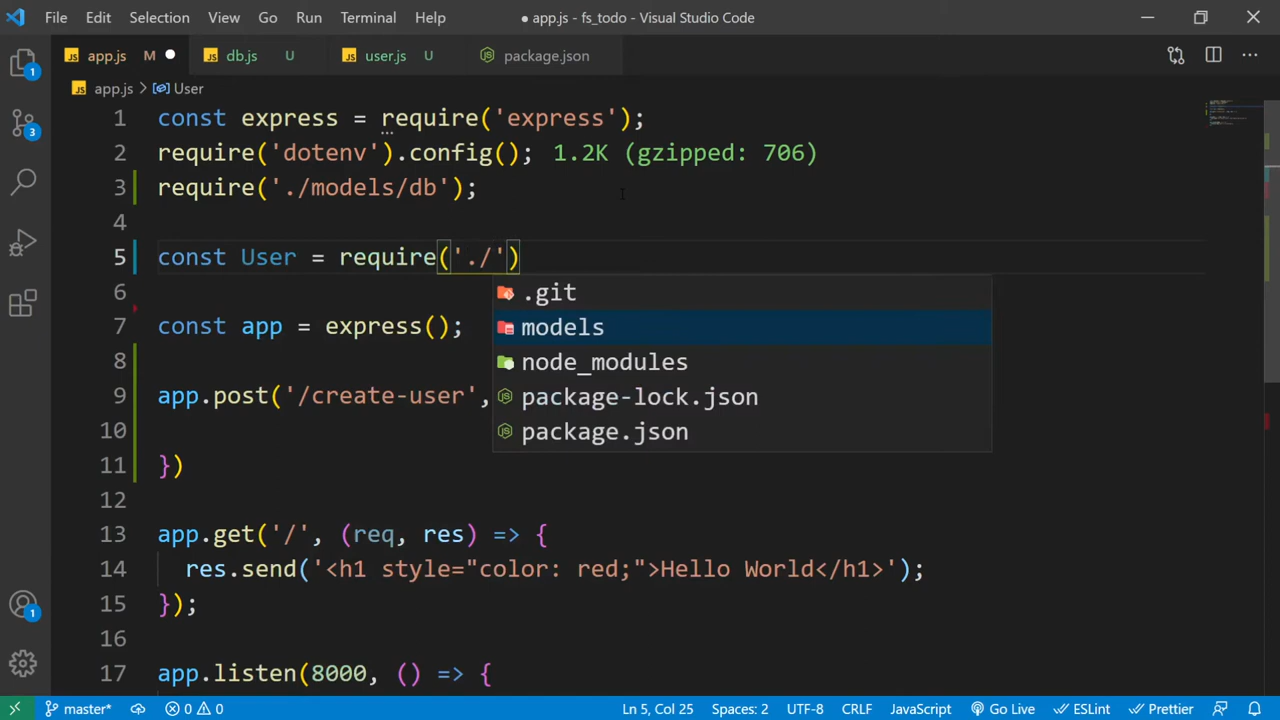 File Edit Selection View Go Run Terminal Help ● app.js - fs_todo - Visual Studio Code
app.js M db.js U user.js U package.json
app.js > User
1 const express = require('express');
2 require('dotenv').config(); 1.2K (gzipped: 706)
3 require('./models/db');
4
5 const User = require('./')
6
.git
7 const app = express();
models
8
node_modules
9 app.post('/create-user',
package-lock.json
10
package.json
11 })
12
13 app.get('/', (req, res) => {
14 res.send('<h1 style="color: red;">Hello World</h1>');
15 });
16
17 app.listen(8000, () => {
1
3
1
master* 0 0 Ln 5, Col 25 Spaces: 2 UTF-8 CRLF JavaScript Go Live ESLint Prettier